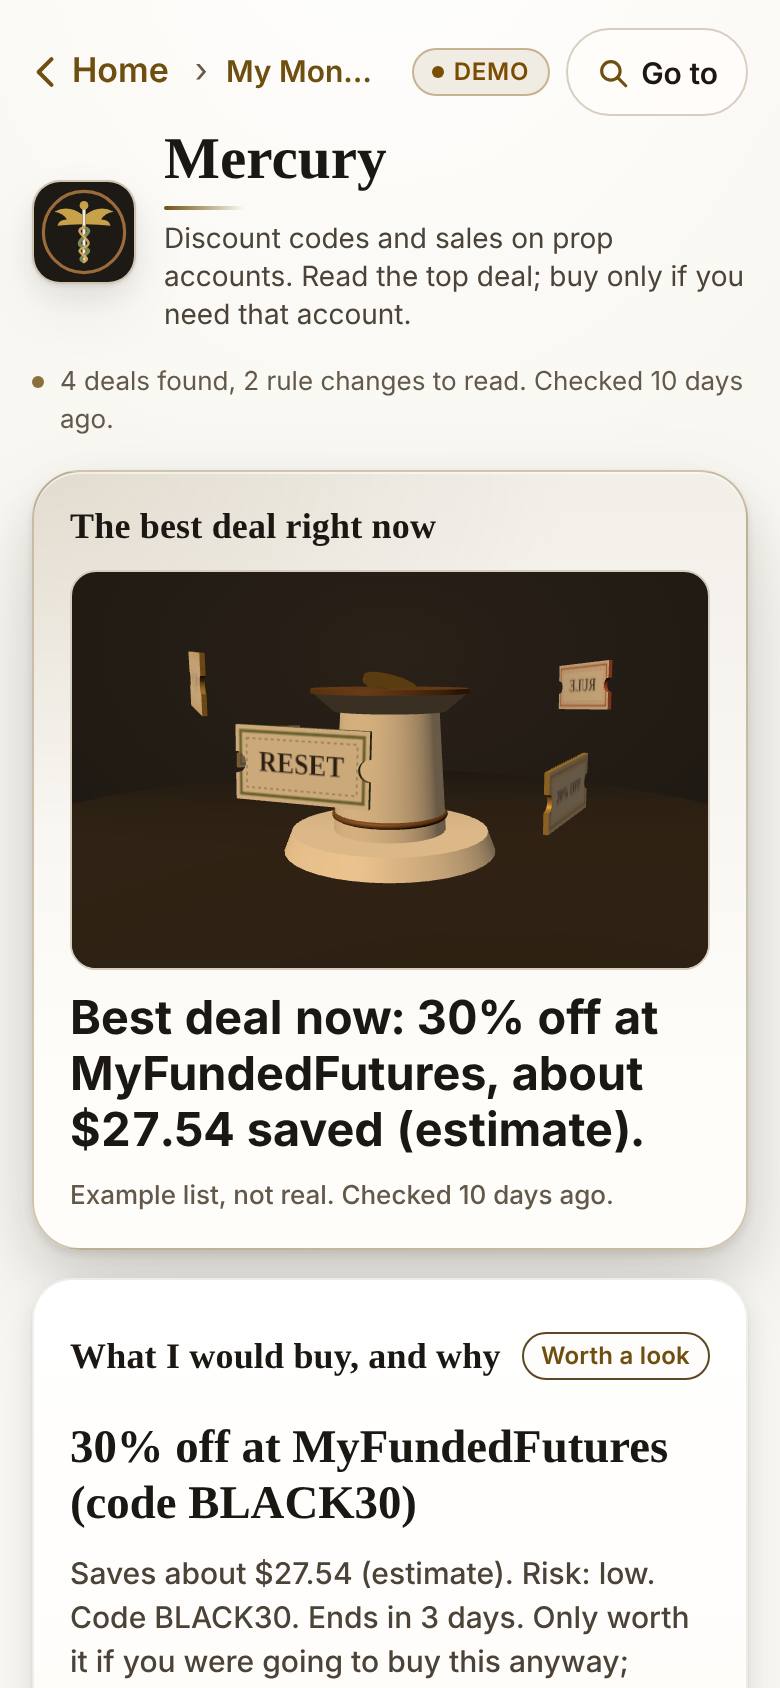 Home › My Mon...
DEMO
Go to
Mercury
Discount codes and sales on prop
accounts. Read the top deal; buy only if you
need that account.
4 deals found, 2 rule changes to read. Checked 10 days
ago.
The best deal right now
RULE
RESET
Best deal now: 30% off at
MyFundedFutures, about
$27.54 saved (estimate).
Example list, not real. Checked 10 days ago.
What I would buy, and why
Worth a look
30% off at MyFundedFutures
(code BLACK30)
Saves about $27.54 (estimate). Risk: low.
Code BLACK30. Ends in 3 days. Only worth
it if you were going to buy this anyway;